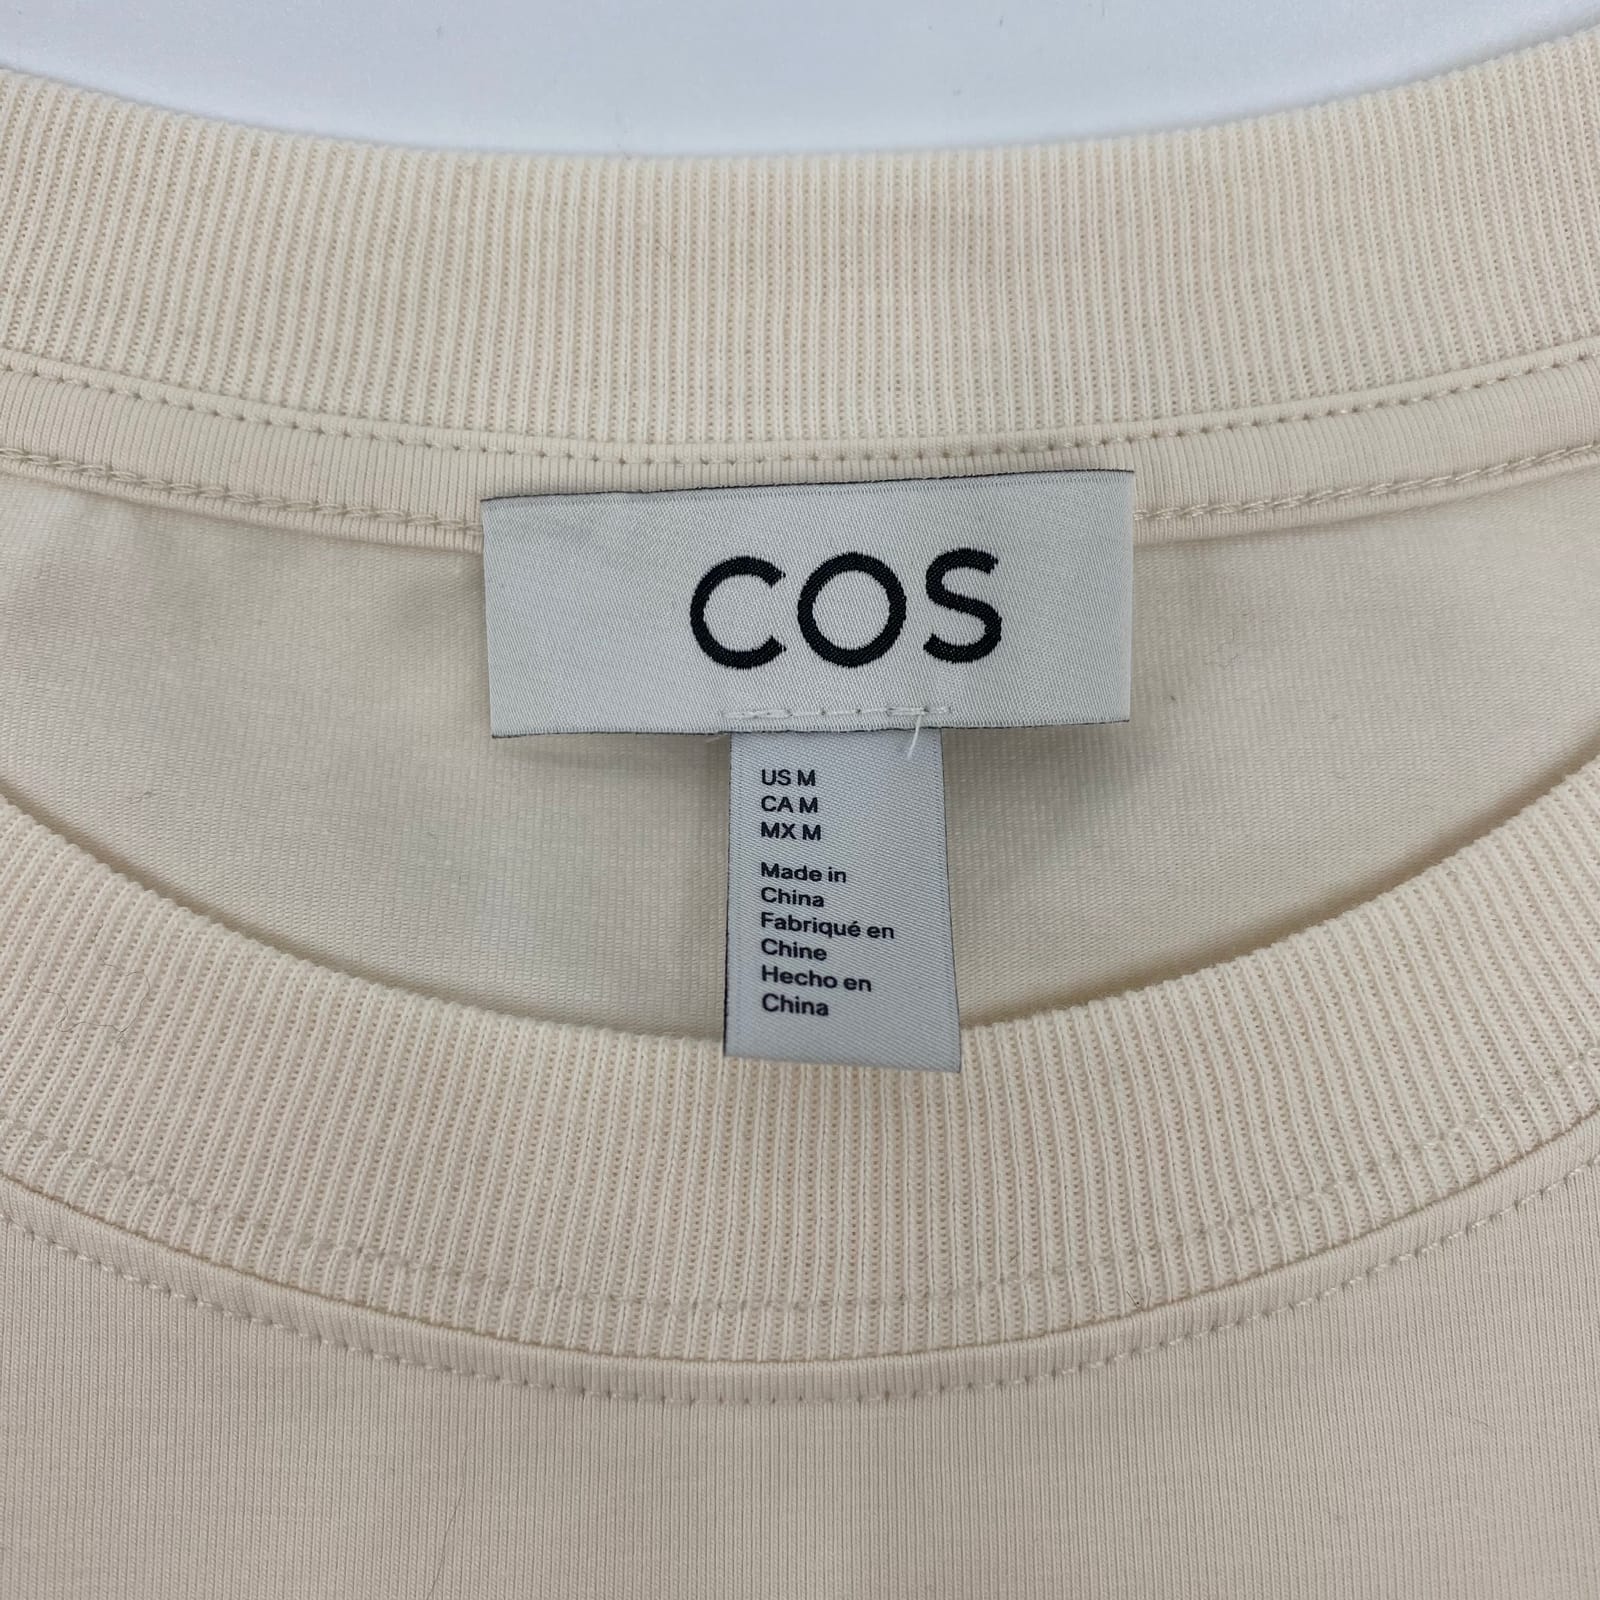 COS
US M
CA M
MX M
Made in
China
Fabriqué en
Chine
Hecho en
China